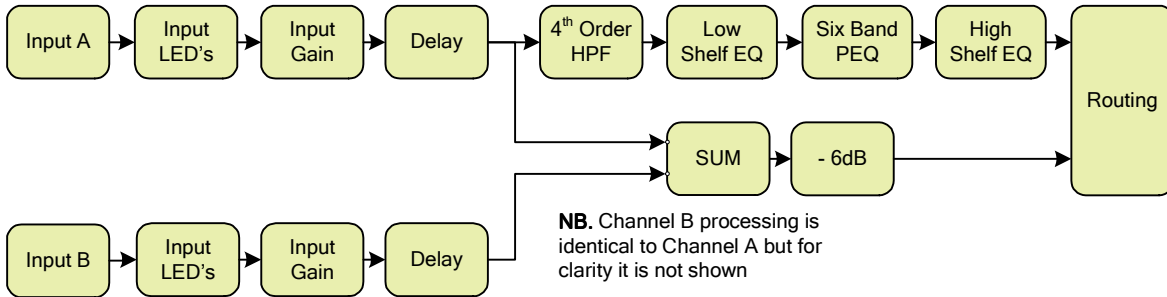 Input A
Input
LED's
Input
Gain
Delay
4th Order
HPF
Low
Shelf EQ
Six Band
PEQ
High
Shelf EQ
Routing
SUM
- 6dB
Input B
Input
LED's
Input
Gain
Delay
NB. Channel B processing is
identical to Channel A but for
clarity it is not shown